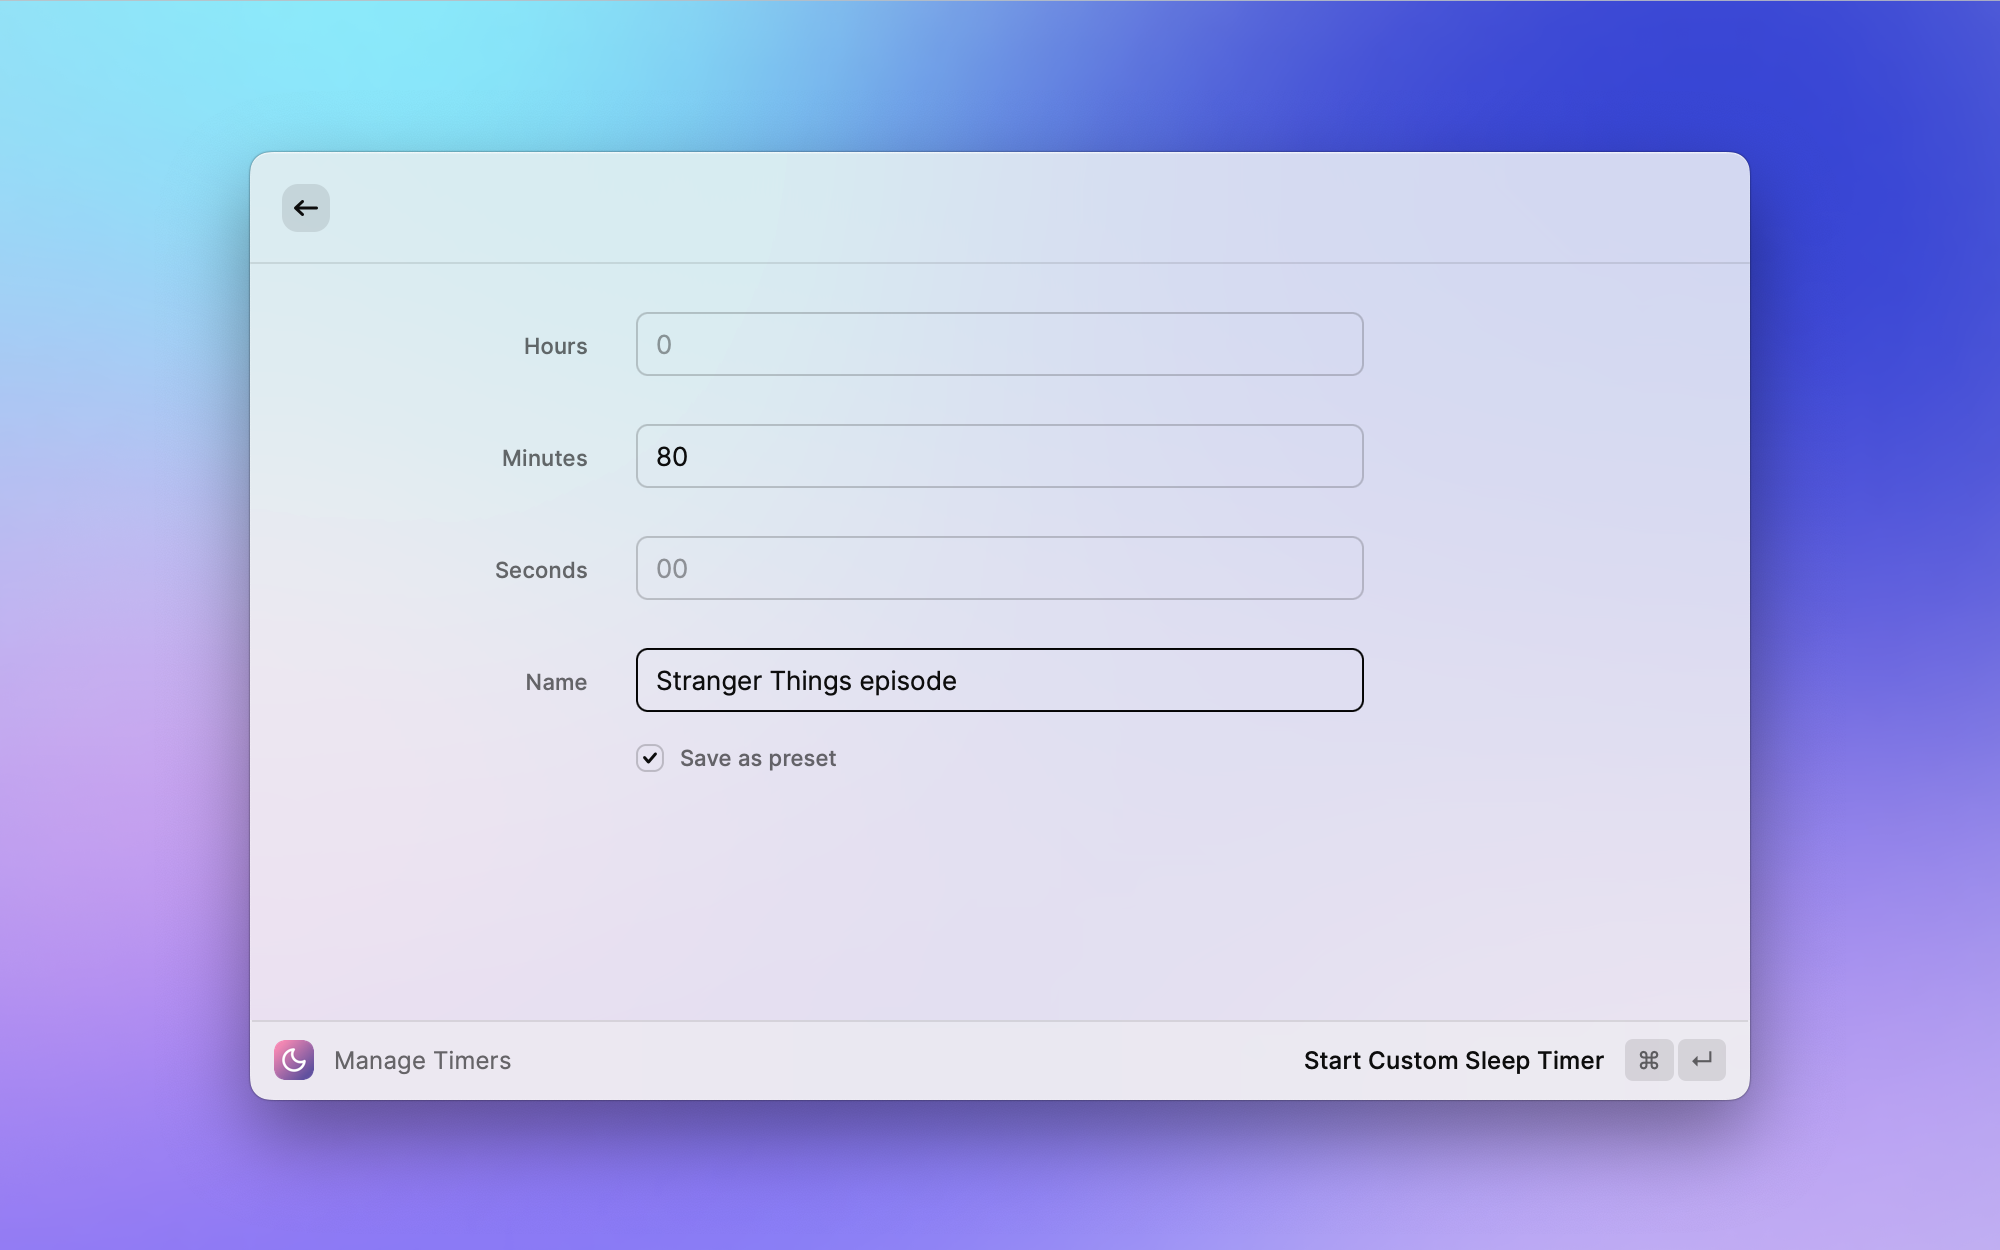 Hours
0
Minutes
80
Seconds
00
Name
Stranger Things episode
Save as preset
Manage Timers
Start Custom Sleep Timer ⌘ ↵